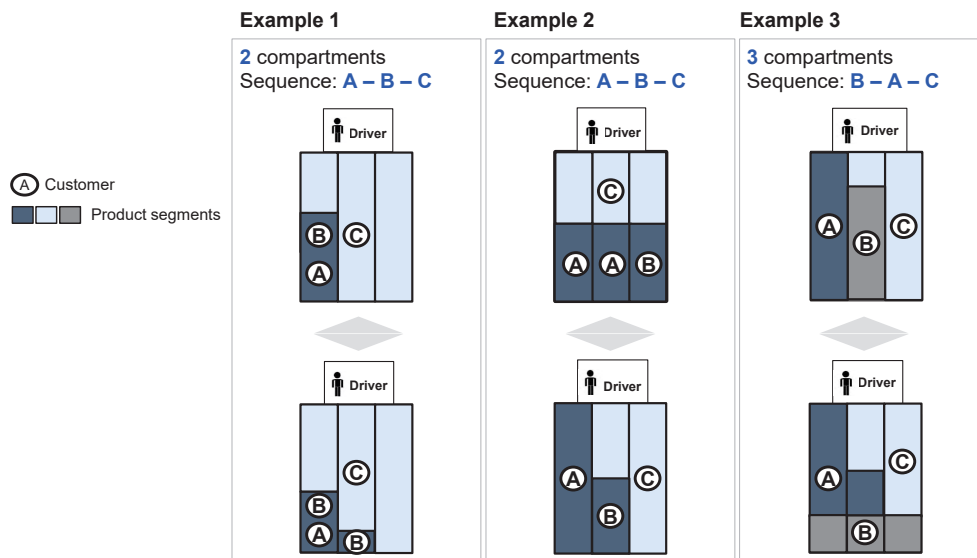 Example 1
2 compartments
Sequence: A – B – C
Driver
B
C
A
Driver
C
B
A
B
Example 2
2 compartments
Sequence: A – B – C
Driver
C
A
A
B
Driver
A
C
B
Example 3
3 compartments
Sequence: B – A – C
Driver
A
B
C
Driver
C
A
B
A Customer
Product segments